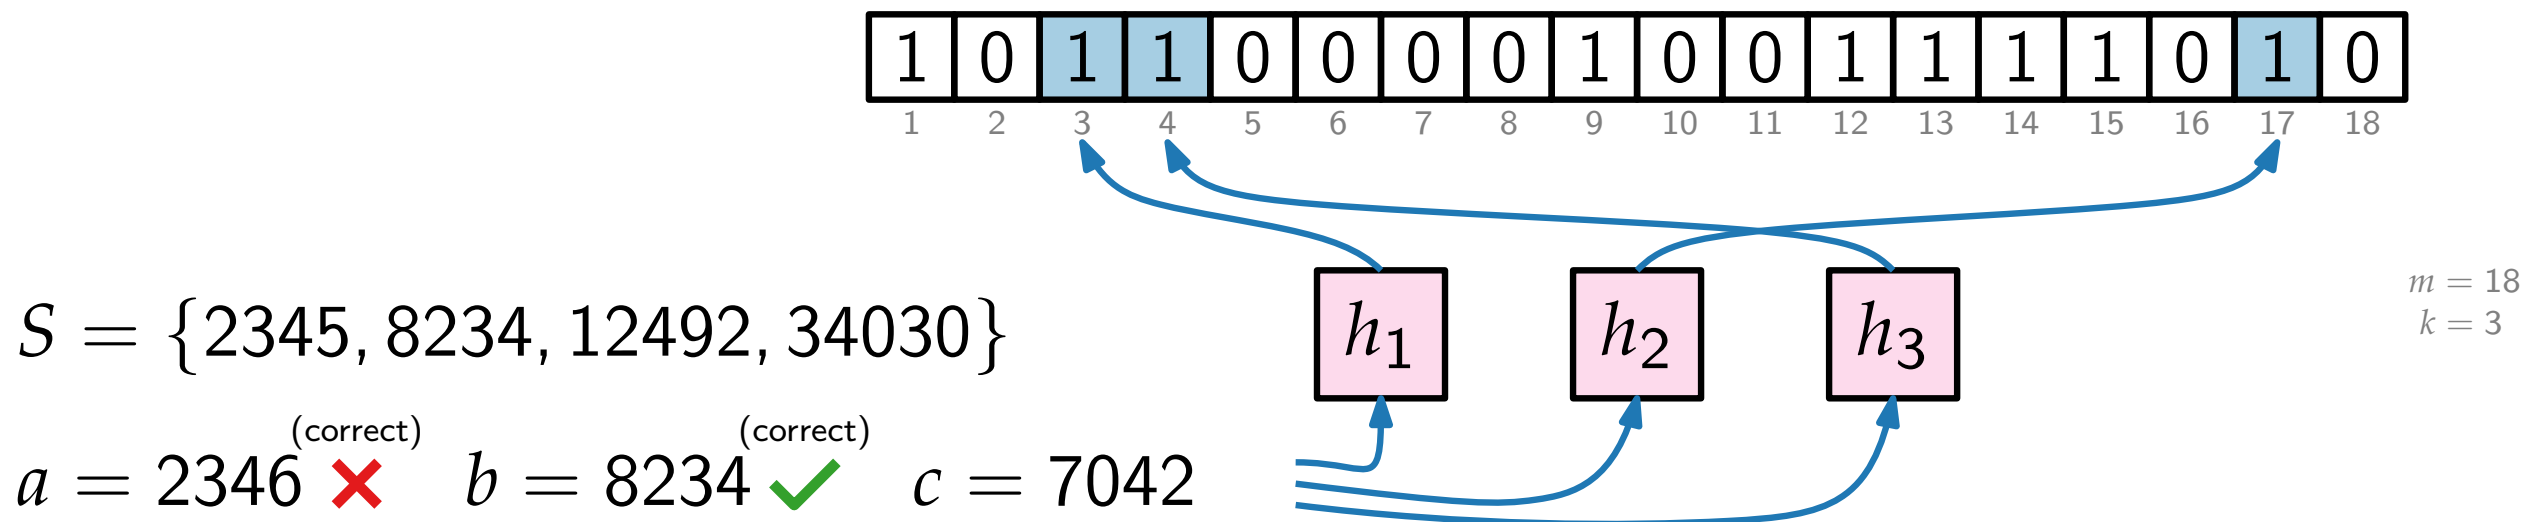 1 0 1 1 0 0 0 0 1 0 0 1 1 1 1 0 1 0
1 2 3 4 5 6 7 8 9 10 11 12 13 14 15 16 17 18
m = 18
k = 3
S = {2345, 8234, 12492, 34030}
h₁ h₂ h₃
(correct) (correct)
a = 2346 ✕ b = 8234 ✓ c = 7042